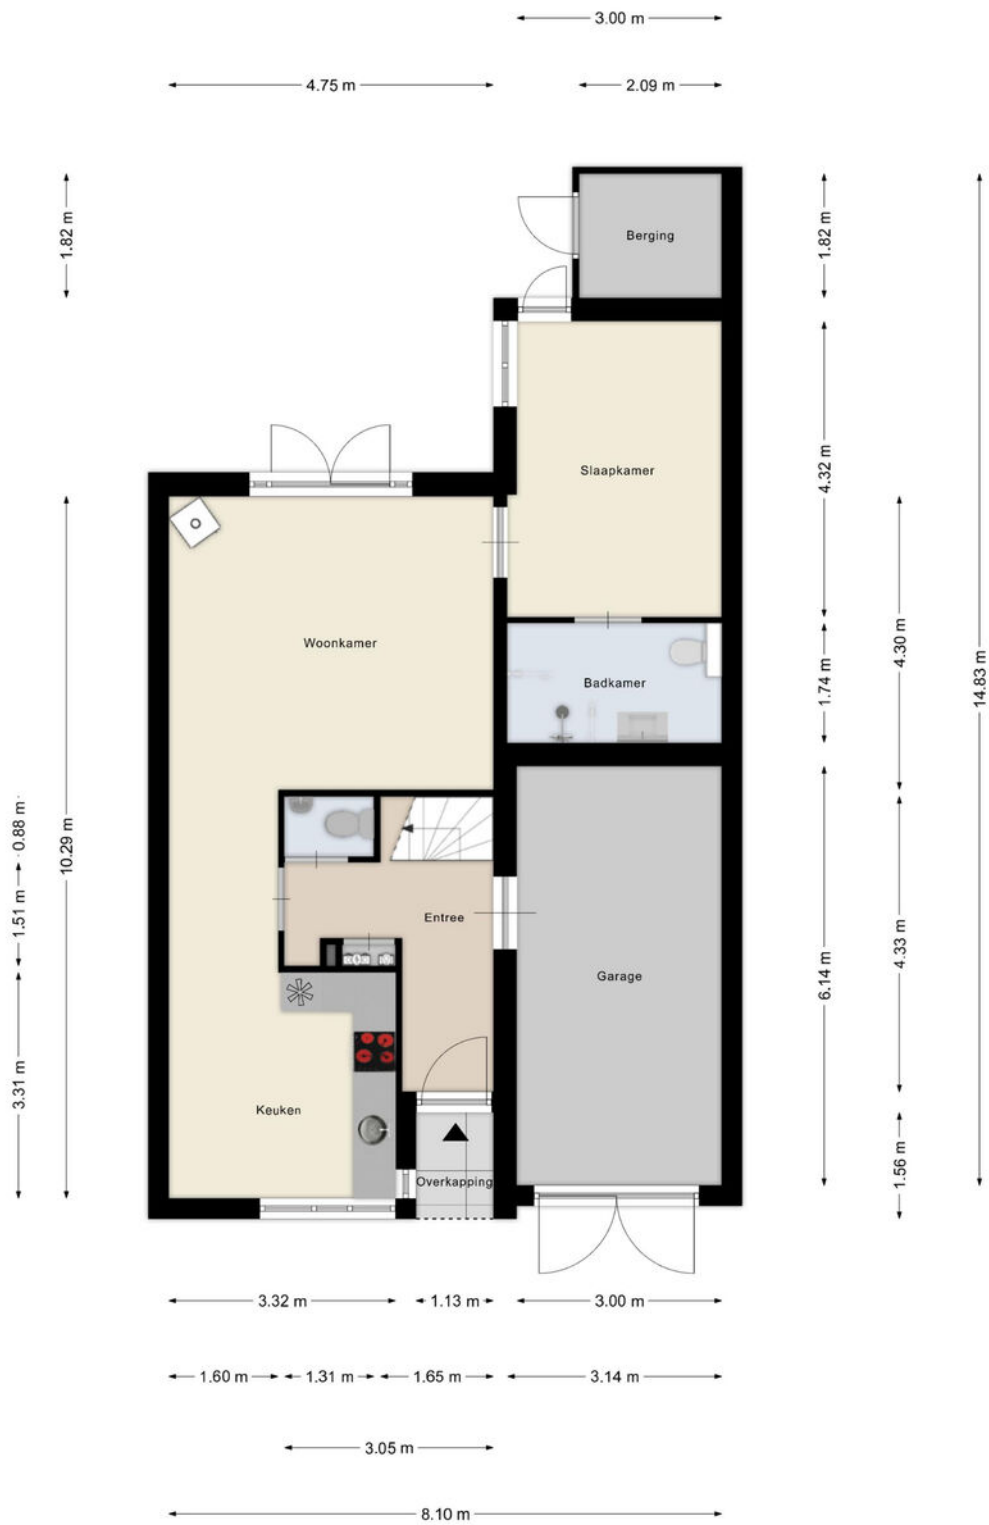 3.00 m
4.75 m
2.09 m
1.82 m
1.82 m
Berging
Slaapkamer
4.32 m
Woonkamer
4.30 m
14.83 m
Badkamer
1.74 m
0.88 m
10.29 m
1.51 m
Entree
4.33 m
Garage
6.14 m
3.31 m
Keuken
Overkapping
1.56 m
3.32 m
1.13 m
3.00 m
1.60 m
1.31 m
1.65 m
3.14 m
3.05 m
8.10 m